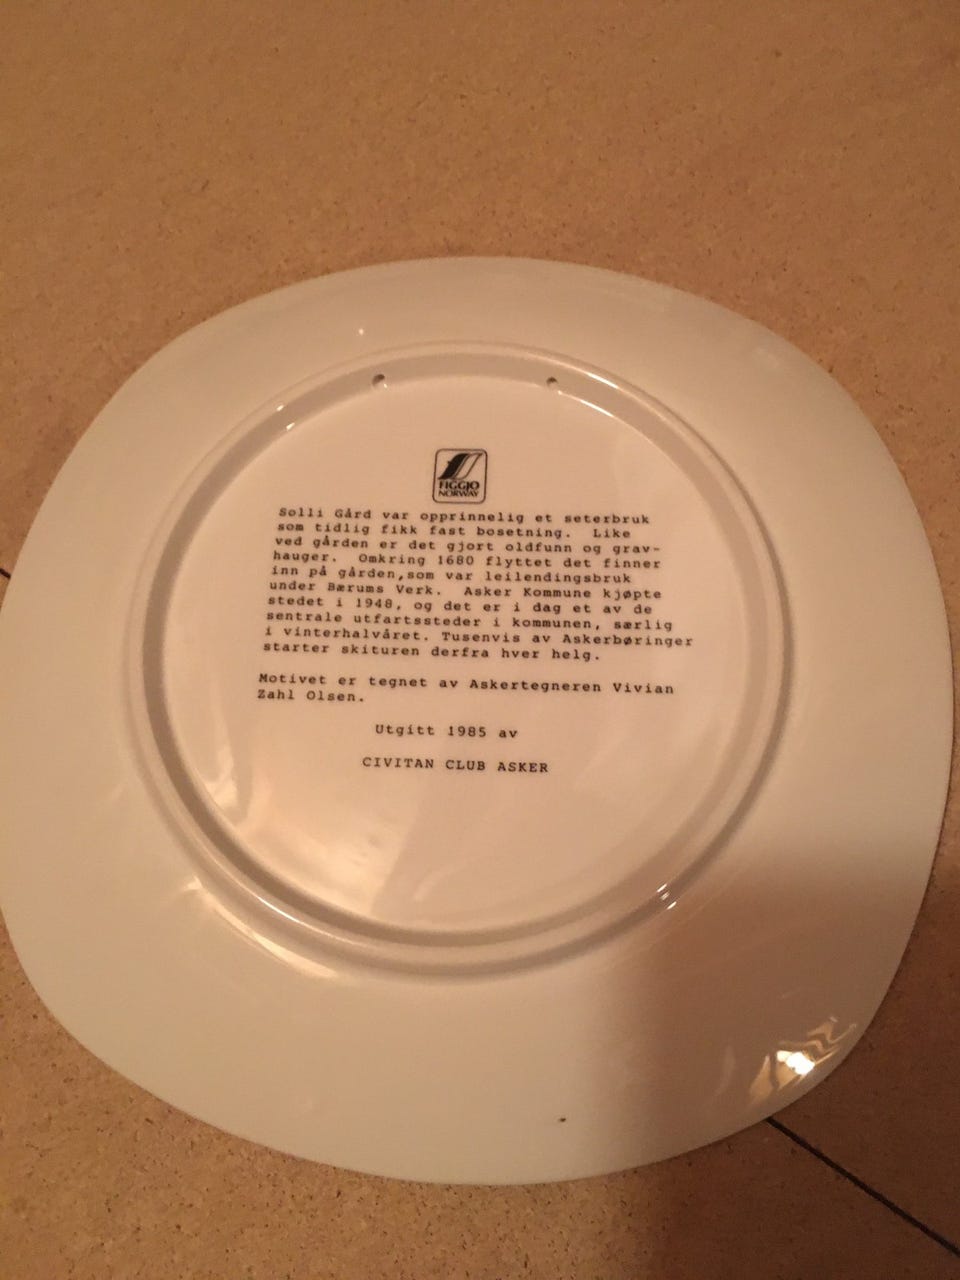 FIGGJO
NORWAY
Solli Gård var opprinnelig et seterbruk
som tidlig fikk fast bosetning. Like
ved gården er det gjort oldfunn og grav-
hauger. Omkring 1680 flyttet det finner
inn på gården,som var leilendingsbruk
under Bærums Verk. Asker Kommune kjøpte
stedet i 1948, og det er i dag et av de
sentrale utfartssteder i kommunen, særlig
i vinterhalvåret. Tusenvis av Askerbøringer
starter skituren derfra hver helg.
Motivet er tegnet av Askertegneren Vivian
Zahl Olsen.
Utgitt 1985 av
CIVITAN CLUB ASKER